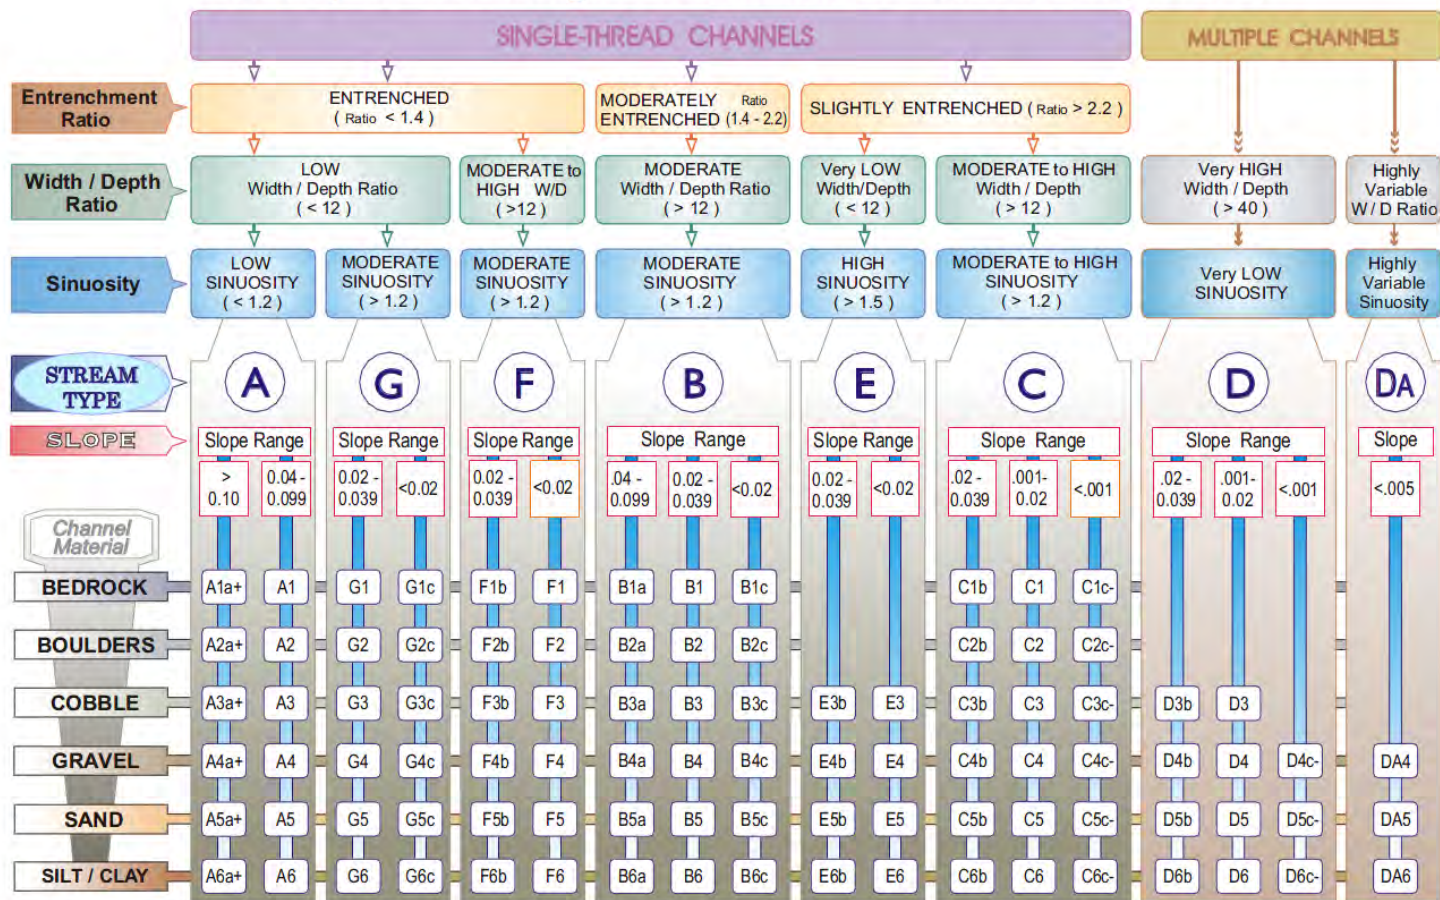 SINGLE-THREAD CHANNELS
MULTIPLE CHANNELS
Entrenchment
Ratio
ENTRENCHED
( Ratio < 1.4 )
MODERATELY Ratio
ENTRENCHED (1.4 - 2.2)
SLIGHTLY ENTRENCHED ( Ratio > 2.2 )
Width / Depth
Ratio
LOW
Width / Depth Ratio
( < 12 )
MODERATE to
HIGH W/D
( >12 )
MODERATE
Width / Depth Ratio
( > 12 )
Very LOW
Width/Depth
( < 12 )
MODERATE to HIGH
Width / Depth
( > 12 )
Very HIGH
Width / Depth
( > 40 )
Highly
Variable
W / D Ratio
Sinuosity
LOW
SINUOSITY
( < 1.2 )
MODERATE
SINUOSITY
( > 1.2 )
MODERATE
SINUOSITY
( > 1.2 )
MODERATE
SINUOSITY
( > 1.2 )
HIGH
SINUOSITY
( > 1.5 )
MODERATE to HIGH
SINUOSITY
( > 1.2 )
Very LOW
SINUOSITY
Highly
Variable
Sinuosity
STREAM
TYPE
A G F B E C D DA
SLOPE
Slope Range Slope Range Slope Range Slope Range Slope Range Slope Range Slope Range Slope
>
0.10
0.04 -
0.099
0.02 -
0.039
<0.02
0.02 -
0.039
<0.02
.04 -
0.099
0.02 -
0.039
<0.02
0.02 -
0.039
<0.02
.02 -
0.039
.001-
0.02
<.001
.02 -
0.039
.001-
0.02
<.001
<.005
Channel
Material
BEDROCK A1a+ A1 G1 G1c F1b F1 B1a B1 B1c C1b C1 C1c-
BOULDERS A2a+ A2 G2 G2c F2b F2 B2a B2 B2c C2b C2 C2c-
COBBLE A3a+ A3 G3 G3c F3b F3 B3a B3 B3c E3b E3 C3b C3 C3c- D3b D3
GRAVEL A4a+ A4 G4 G4c F4b F4 B4a B4 B4c E4b E4 C4b C4 C4c- D4b D4 D4c- DA4
SAND A5a+ A5 G5 G5c F5b F5 B5a B5 B5c E5b E5 C5b C5 C5c- D5b D5 D5c- DA5
SILT / CLAY A6a+ A6 G6 G6c F6b F6 B6a B6 B6c E6b E6 C6b C6 C6c- D6b D6 D6c- DA6